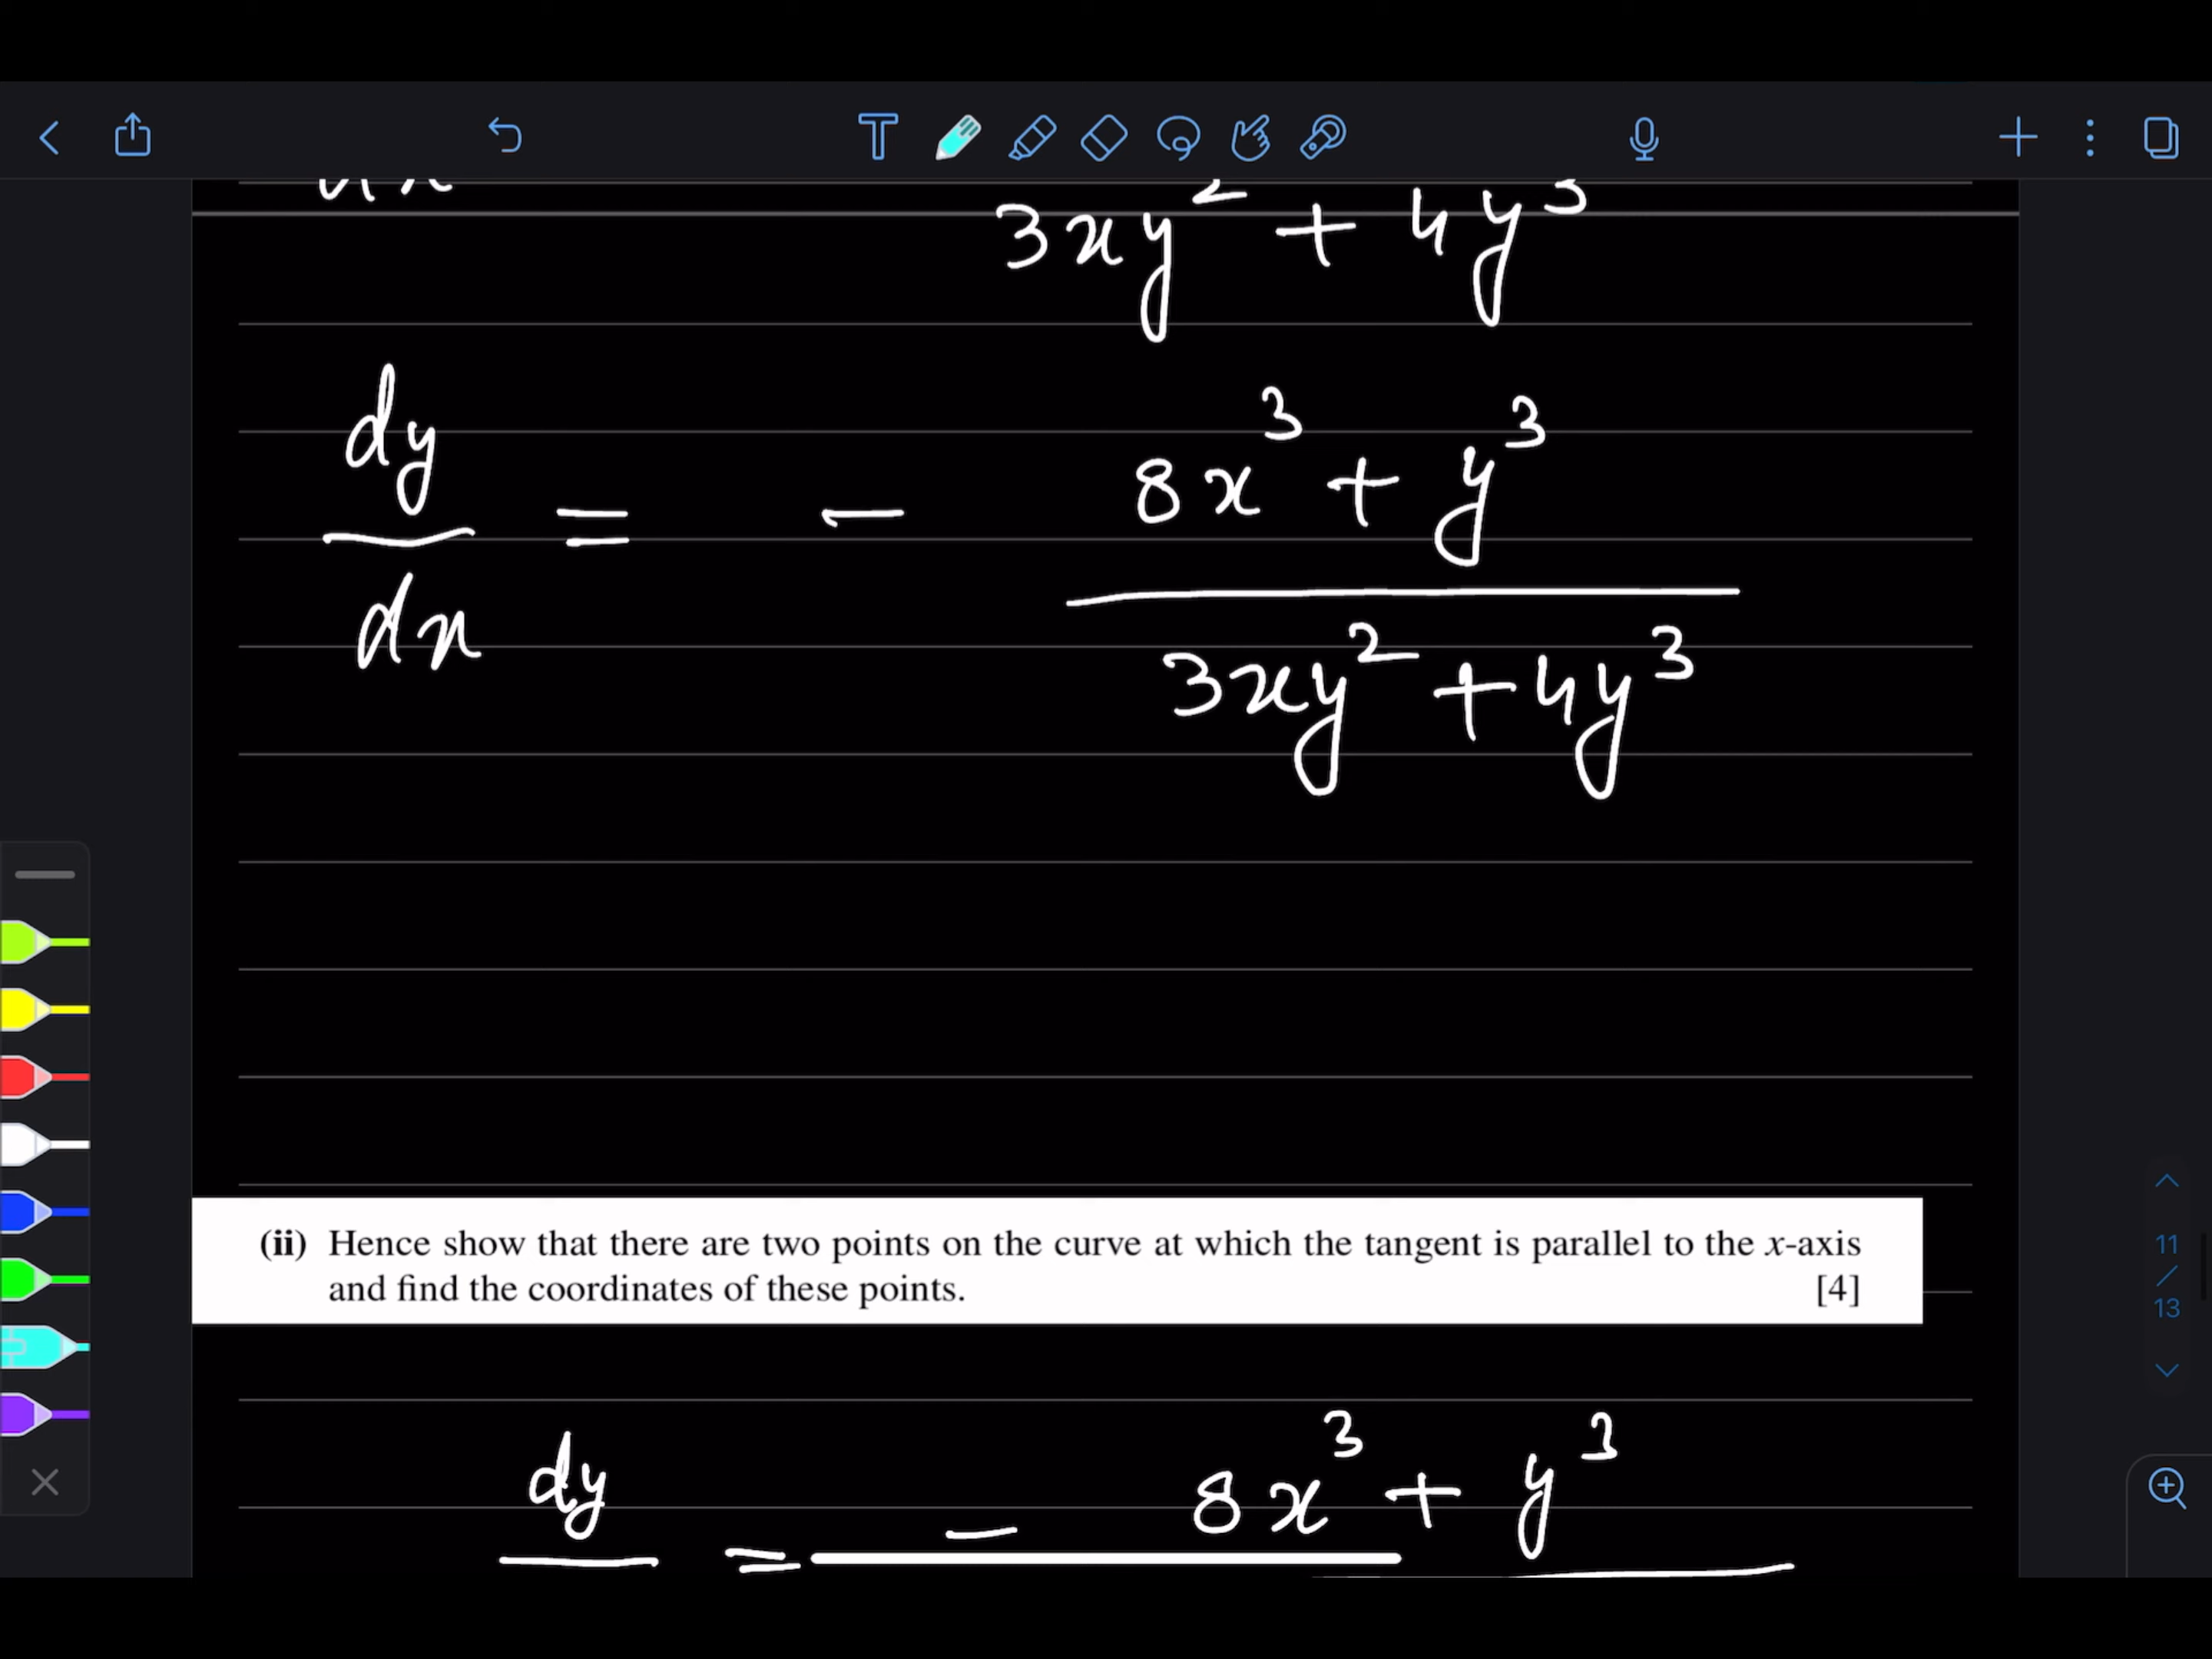 dx 3xy² + 4y³
dy/dx = - (8x³ + y³)/(3xy² + 4y³)
(ii) Hence show that there are two points on the curve at which the tangent is parallel to the x-axis
and find the coordinates of these points. [4]
11
/
13
dy = - 8x³ + y³